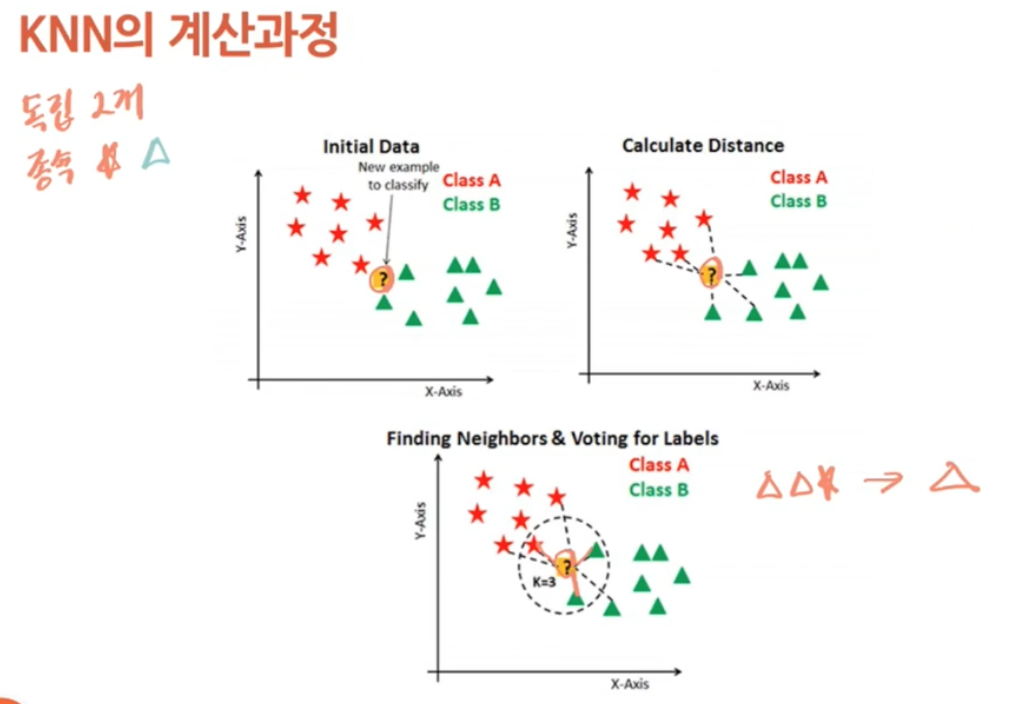 KNN의 계산과정
독립 2개
종속
Initial Data
New example
to classify
Class A
Class B
Y-Axis
?
X-Axis
Calculate Distance
Class A
Class B
Y-Axis
?
X-Axis
Finding Neighbors & Voting for Labels
Class A
Class B
Y-Axis
?
K=3
X-Axis